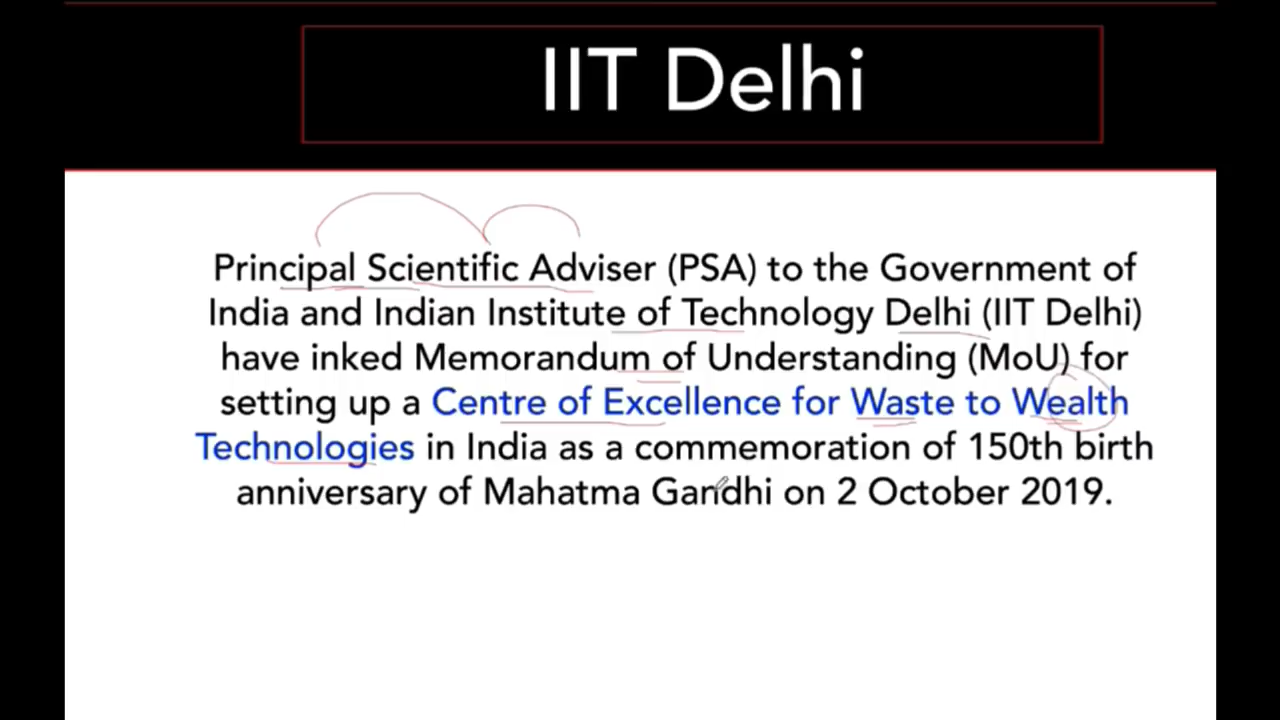 IIT Delhi
Principal Scientific Adviser (PSA) to the Government of
India and Indian Institute of Technology Delhi (IIT Delhi)
have inked Memorandum of Understanding (MoU) for
setting up a Centre of Excellence for Waste to Wealth
Technologies in India as a commemoration of 150th birth
anniversary of Mahatma Gandhi on 2 October 2019.